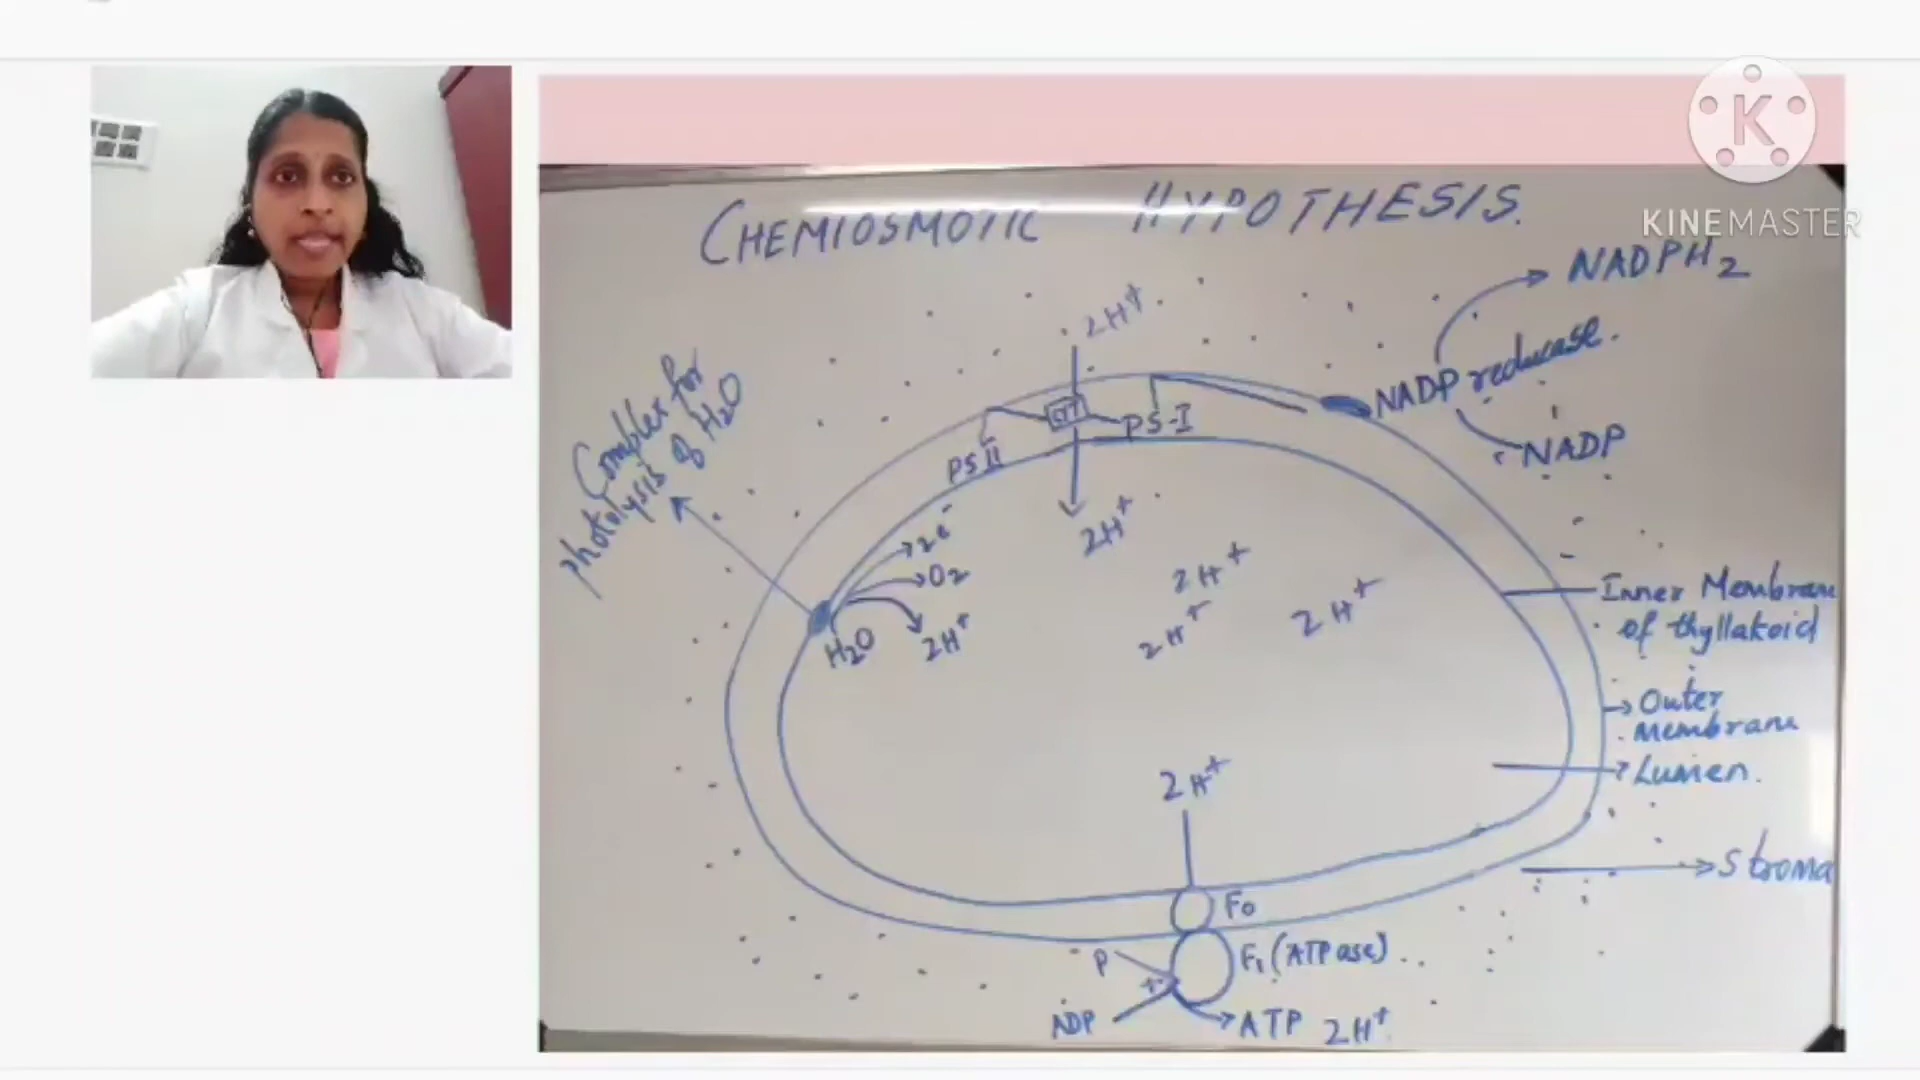 K
KINEMASTER
CHEMIOSMOTIC HYPOTHESIS.
NADPH2
2H+
NADP reducase.
NADP
Complex for
photolysis of H2O
PS-I
PS II
2H+
2e-
O2
2H+
H2O
2H+
2H+
2H+
Inner Membrane
of thyllakoid
Outer
Membrane
Lumen.
Stroma
2H+
F0
F1 (ATPase)
P
+
ADP
ATP 2H+